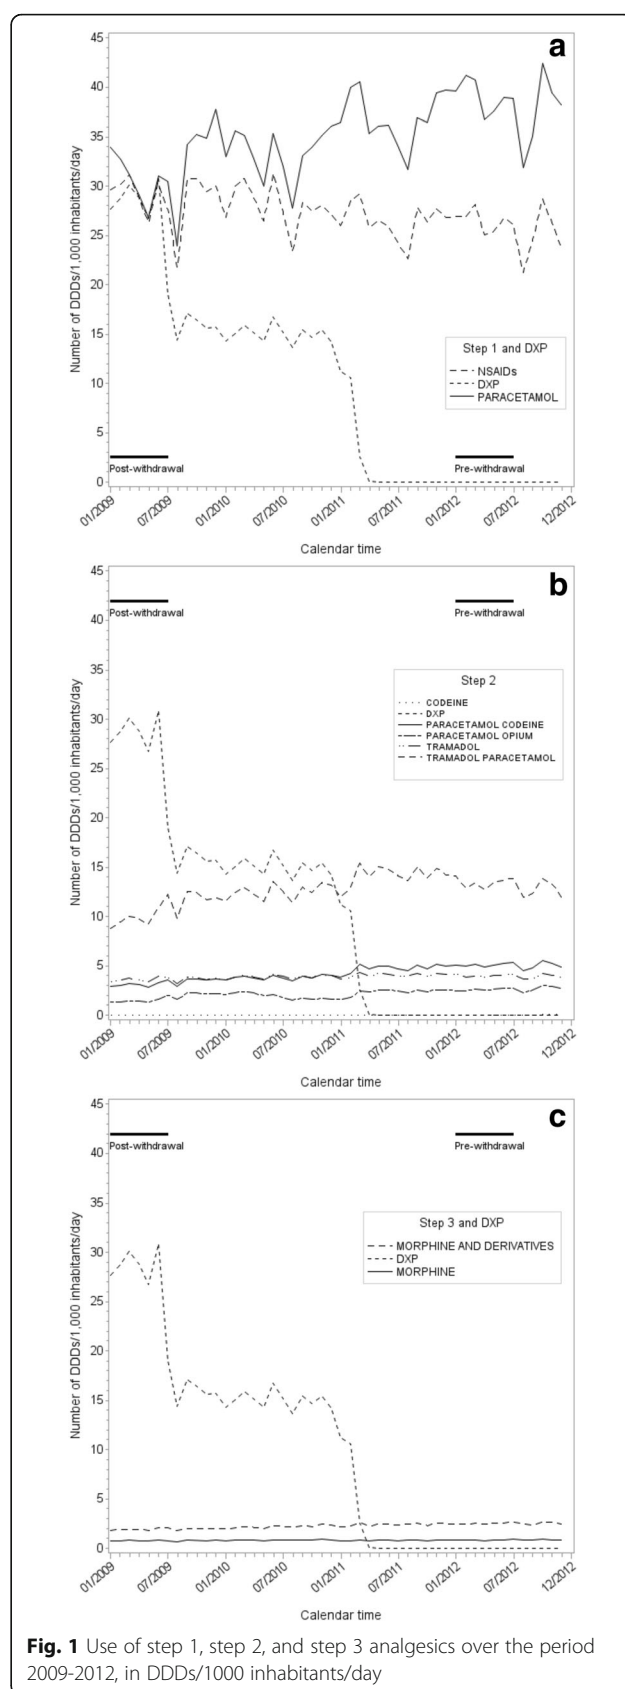 a
Number of DDDs/1,000 inhabitants/day
45
40
35
30
25
20
15
10
5
0
Step 1 and DXP
NSAIDs
DXP
PARACETAMOL
Post-withdrawal
Pre-withdrawal
01/2009
07/2009
01/2010
07/2010
01/2011
07/2011
01/2012
07/2012
12/2012
Calendar time
b
Number of DDDs/1,000 inhabitants/day
45
40
35
30
25
20
15
10
5
0
Post-withdrawal
Pre-withdrawal
Step 2
CODEINE
DXP
PARACETAMOL CODEINE
PARACETAMOL OPIUM
TRAMADOL
TRAMADOL PARACETAMOL
01/2009
07/2009
01/2010
07/2010
01/2011
07/2011
01/2012
07/2012
12/2012
Calendar time
c
Number of DDDs/1,000 inhabitants/day
45
40
35
30
25
20
15
10
5
0
Post-withdrawal
Pre-withdrawal
Step 3 and DXP
MORPHINE AND DERIVATIVES
DXP
MORPHINE
01/2009
07/2009
01/2010
07/2010
01/2011
07/2011
01/2012
07/2012
12/2012
Calendar time
Fig. 1 Use of step 1, step 2, and step 3 analgesics over the period
2009-2012, in DDDs/1000 inhabitants/day